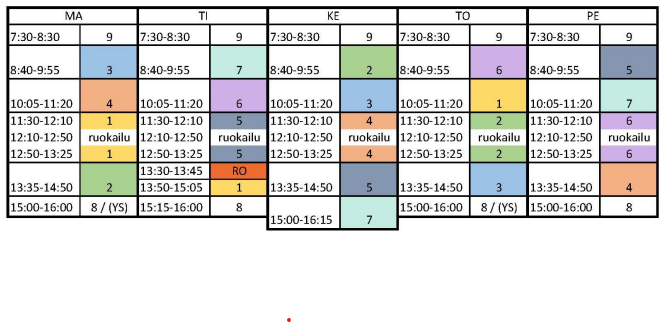 MA TI KE TO PE
7:30-8:30 9 7:30-8:30 9 7:30-8:30 9 7:30-8:30 9 7:30-8:30 9
8:40-9:55 3 8:40-9:55 7 8:40-9:55 2 8:40-9:55 6 8:40-9:55 5
10:05-11:20 4 10:05-11:20 6 10:05-11:20 3 10:05-11:20 1 10:05-11:20 7
11:30-12:10 1 11:30-12:10 5 11:30-12:10 4 11:30-12:10 2 11:30-12:10 6
12:10-12:50 ruokailu 12:10-12:50 ruokailu 12:10-12:50 ruokailu 12:10-12:50 ruokailu 12:10-12:50 ruokailu
12:50-13:25 1 12:50-13:25 5 12:50-13:25 4 12:50-13:25 2 12:50-13:25 6
13:30-13:45 RO
13:35-14:50 2 13:50-15:05 1 13:35-14:50 5 13:35-14:50 3 13:35-14:50 4
15:00-16:00 8 / (YS) 15:15-16:00 8 15:00-16:15 7 15:00-16:00 8 / (YS) 15:00-16:00 8